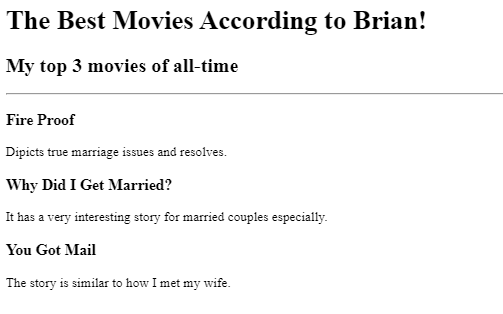 The Best Movies According to Brian!
My top 3 movies of all-time
Fire Proof
Dipicts true marriage issues and resolves.
Why Did I Get Married?
It has a very interesting story for married couples especially.
You Got Mail
The story is similar to how I met my wife.